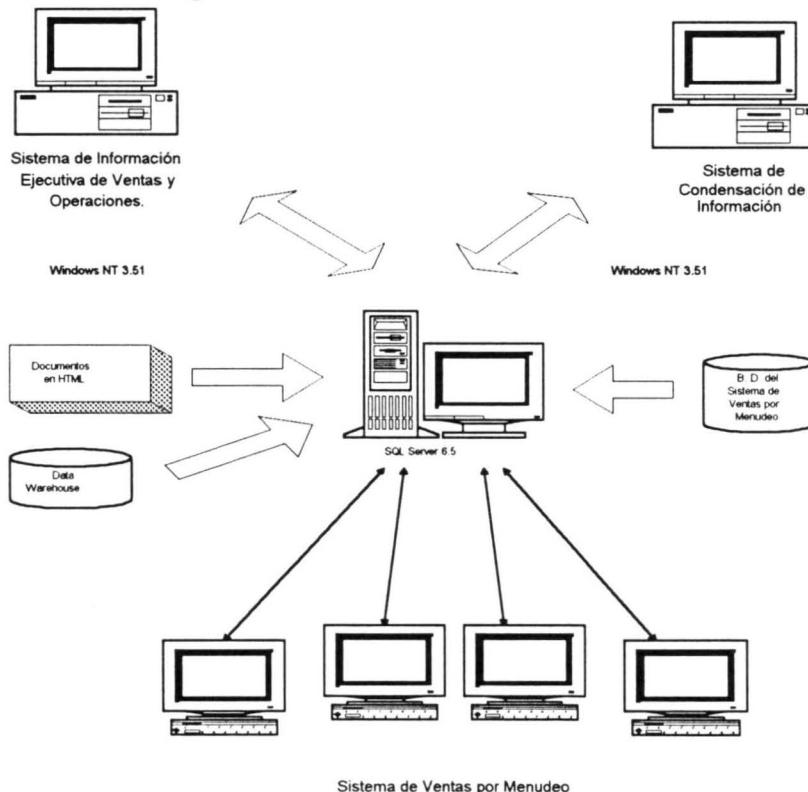 Sistema de Información
Ejecutiva de Ventas y
Operaciones.
Sistema de
Condensación de
Información
Windows NT 3.51
Windows NT 3.51
Documentos
en HTML
B D del
Sistema de
Ventas por
Menudeo
SQL Server 6.5
Data
Warehouse
Sistema de Ventas por Menudeo